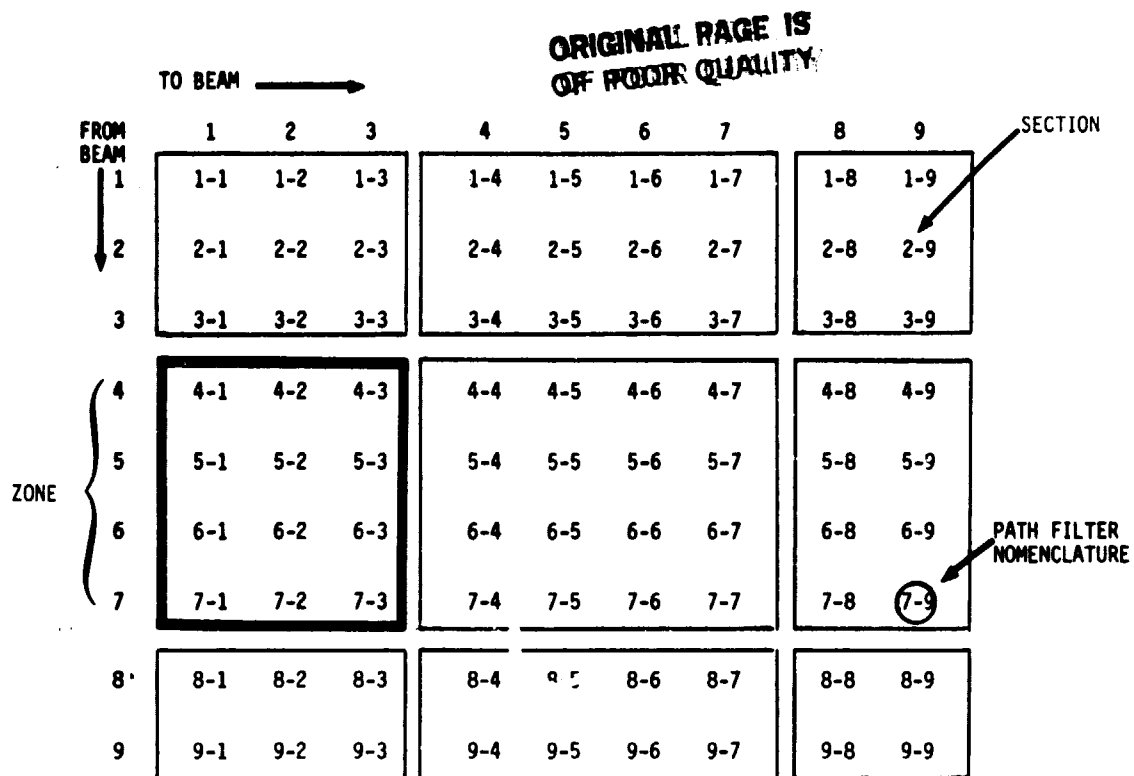 ORIGINAL PAGE IS
OF POOR QUALITY
TO BEAM
FROM BEAM
1 2 3 4 5 6 7 8 9
SECTION
1 1-1 1-2 1-3 1-4 1-5 1-6 1-7 1-8 1-9
2 2-1 2-2 2-3 2-4 2-5 2-6 2-7 2-8 2-9
3 3-1 3-2 3-3 3-4 3-5 3-6 3-7 3-8 3-9
4 4-1 4-2 4-3 4-4 4-5 4-6 4-7 4-8 4-9
5 5-1 5-2 5-3 5-4 5-5 5-6 5-7 5-8 5-9
ZONE
6 6-1 6-2 6-3 6-4 6-5 6-6 6-7 6-8 6-9
PATH FILTER
NOMENCLATURE
7 7-1 7-2 7-3 7-4 7-5 7-6 7-7 7-8 7-9
8 8-1 8-2 8-3 8-4 8-6 8-7 8-8 8-9
9 9-1 9-2 9-3 9-4 9-5 9-6 9-7 9-8 9-9